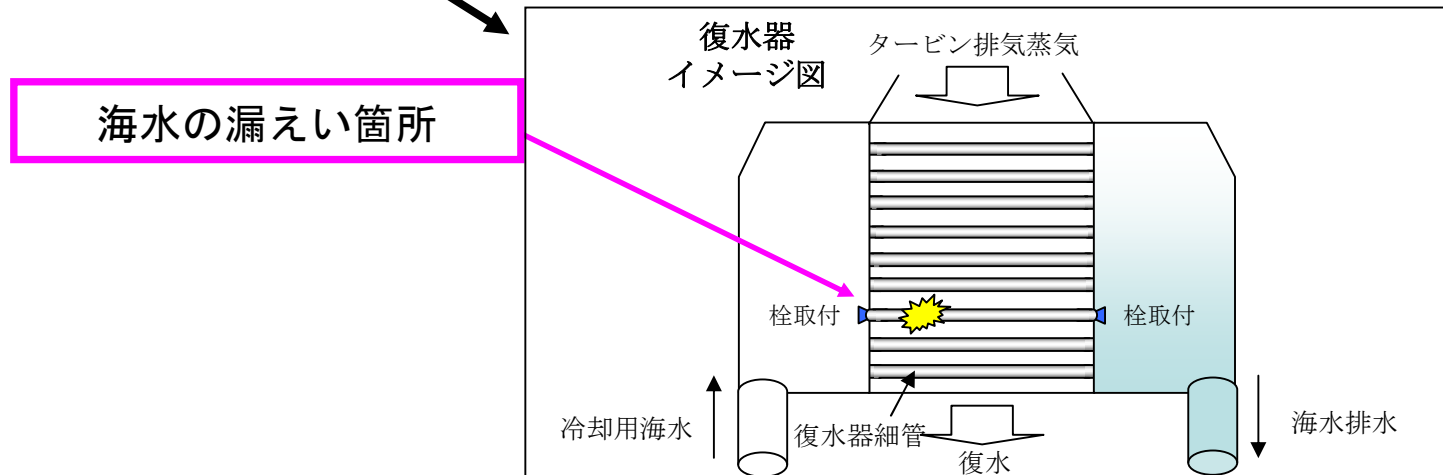 復水器
イメージ図
タービン排気蒸気
海水の漏えい箇所
栓取付
栓取付
冷却用海水
復水器細管
復水
海水排水